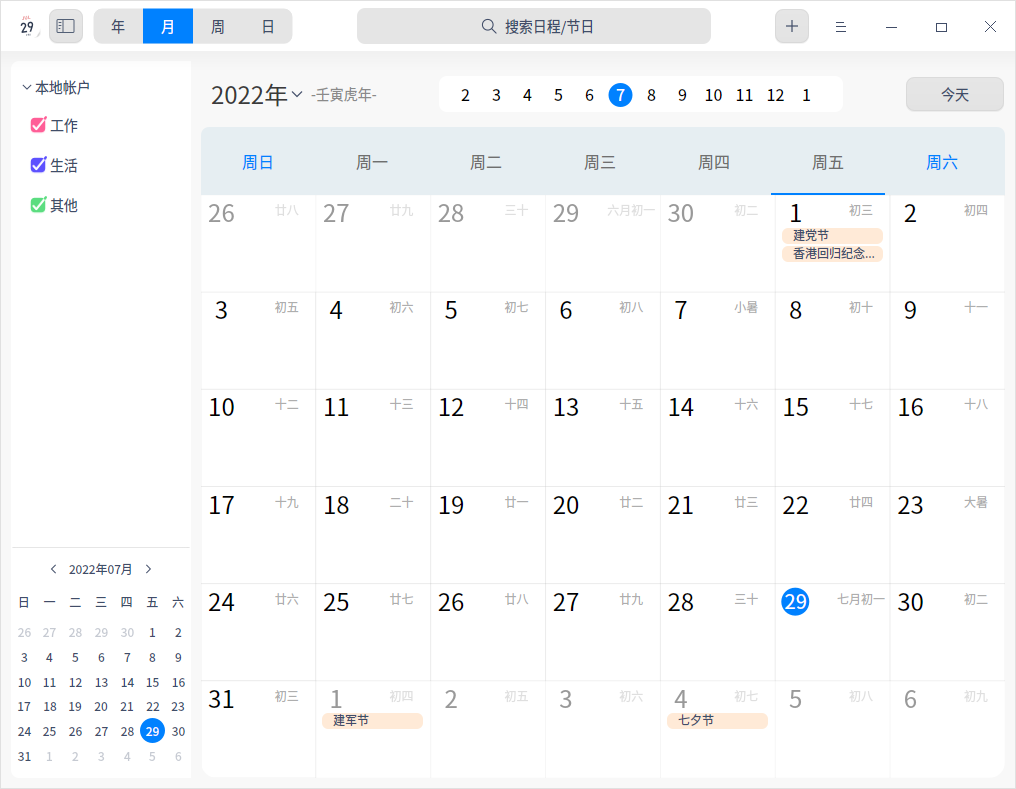 29
年 月 周 日
搜索日程/节日
本地帐户
工作
生活
其他
2022年07月
日 一 二 三 四 五 六
26 27 28 29 30 1 2
3 4 5 6 7 8 9
10 11 12 13 14 15 16
17 18 19 20 21 22 23
24 25 26 27 28 29 30
31 1 2 3 4 5 6
2022年 -壬寅虎年-
2 3 4 5 6 7 8 9 10 11 12 1
今天
周日 周一 周二 周三 周四 周五 周六
26 廿八 27 廿九 28 三十 29 六月初一 30 初二 1 初三 2 初四
建党节
香港回归纪念...
3 初五 4 初六 5 初七 6 初八 7 小暑 8 初十 9 十一
10 十二 11 十三 12 十四 13 十五 14 十六 15 十七 16 十八
17 十九 18 二十 19 廿一 20 廿二 21 廿三 22 廿四 23 大暑
24 廿六 25 廿七 26 廿八 27 廿九 28 三十 29 七月初一 30 初二
31 初三 1 初四 2 初五 3 初六 4 初七 5 初八 6 初九
建军节 七夕节